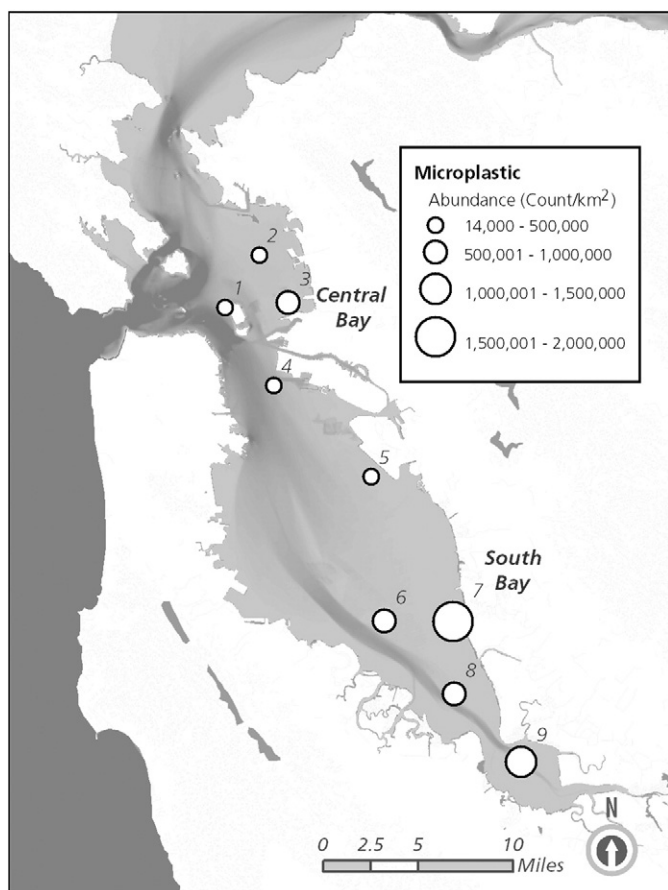 Microplastic
Abundance (Count/km²)
14,000 - 500,000
500,001 - 1,000,000
1,000,001 - 1,500,000
1,500,001 - 2,000,000
2
1
3
Central
Bay
4
5
South
Bay
6
7
8
9
N
0 2.5 5 10
Miles